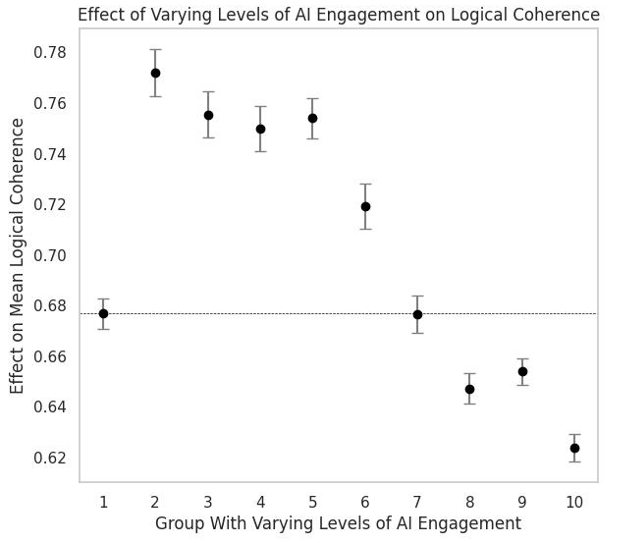 Effect of Varying Levels of AI Engagement on Logical Coherence
Effect on Mean Logical Coherence
0.78
0.76
0.74
0.72
0.70
0.68
0.66
0.64
0.62
1 2 3 4 5 6 7 8 9 10
Group With Varying Levels of AI Engagement